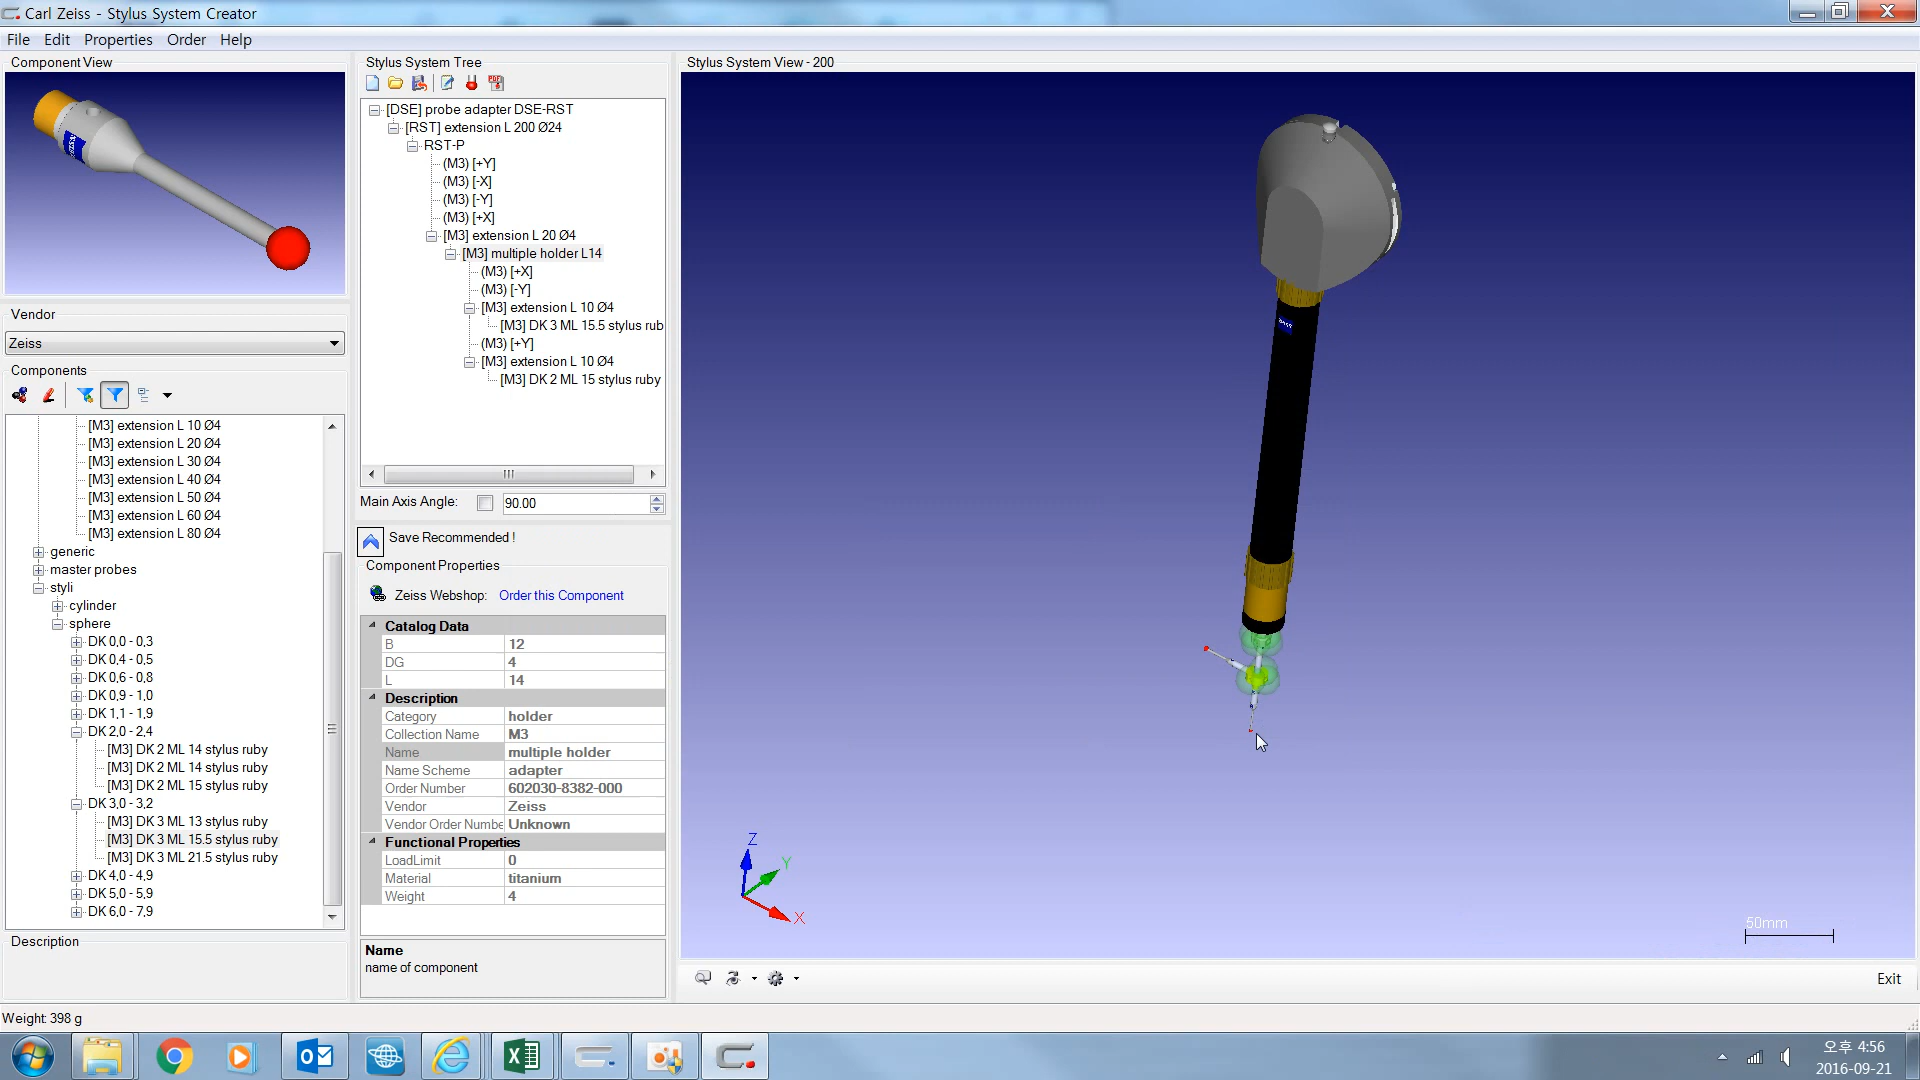 Carl Zeiss - Stylus System Creator
File Edit Properties Order Help
Component View
Vendor
Zeiss
Components
[M3] extension L 10 Ø4
[M3] extension L 20 Ø4
[M3] extension L 30 Ø4
[M3] extension L 40 Ø4
[M3] extension L 50 Ø4
[M3] extension L 60 Ø4
[M3] extension L 80 Ø4
generic
master probes
styli
cylinder
sphere
DK 0,0 - 0,3
DK 0,4 - 0,5
DK 0,6 - 0,8
DK 0,9 - 1,0
DK 1,1 - 1,9
DK 2,0 - 2,4
[M3] DK 2 ML 14 stylus ruby
[M3] DK 2 ML 14 stylus ruby
[M3] DK 2 ML 15 stylus ruby
DK 3,0 - 3,2
[M3] DK 3 ML 13 stylus ruby
[M3] DK 3 ML 15.5 stylus ruby
[M3] DK 3 ML 21.5 stylus ruby
DK 4,0 - 4,9
DK 5,0 - 5,9
DK 6,0 - 7,9
Description
Weight: 398 g
Stylus System Tree
[DSE] probe adapter DSE-RST
[RST] extension L 200 Ø24
RST-P
(M3) [+Y]
(M3) [-X]
(M3) [-Y]
(M3) [+X]
[M3] extension L 20 Ø4
[M3] multiple holder L14
(M3) [+X]
(M3) [-Y]
[M3] extension L 10 Ø4
[M3] DK 3 ML 15.5 stylus rub
(M3) [+Y]
[M3] extension L 10 Ø4
[M3] DK 2 ML 15 stylus ruby
Main Axis Angle: 90.00
Save Recommended !
Component Properties
Zeiss Webshop: Order this Component
Catalog Data
B 12
DG 4
L 14
Description
Category holder
Collection Name M3
Name multiple holder
Name Scheme adapter
Order Number 602030-8382-000
Vendor Zeiss
Vendor Order Numbe Unknown
Functional Properties
LoadLimit 0
Material titanium
Weight 4
Name
name of component
Stylus System View - 200
Z
Y
X
50mm
Exit
오후 4:56
2016-09-21